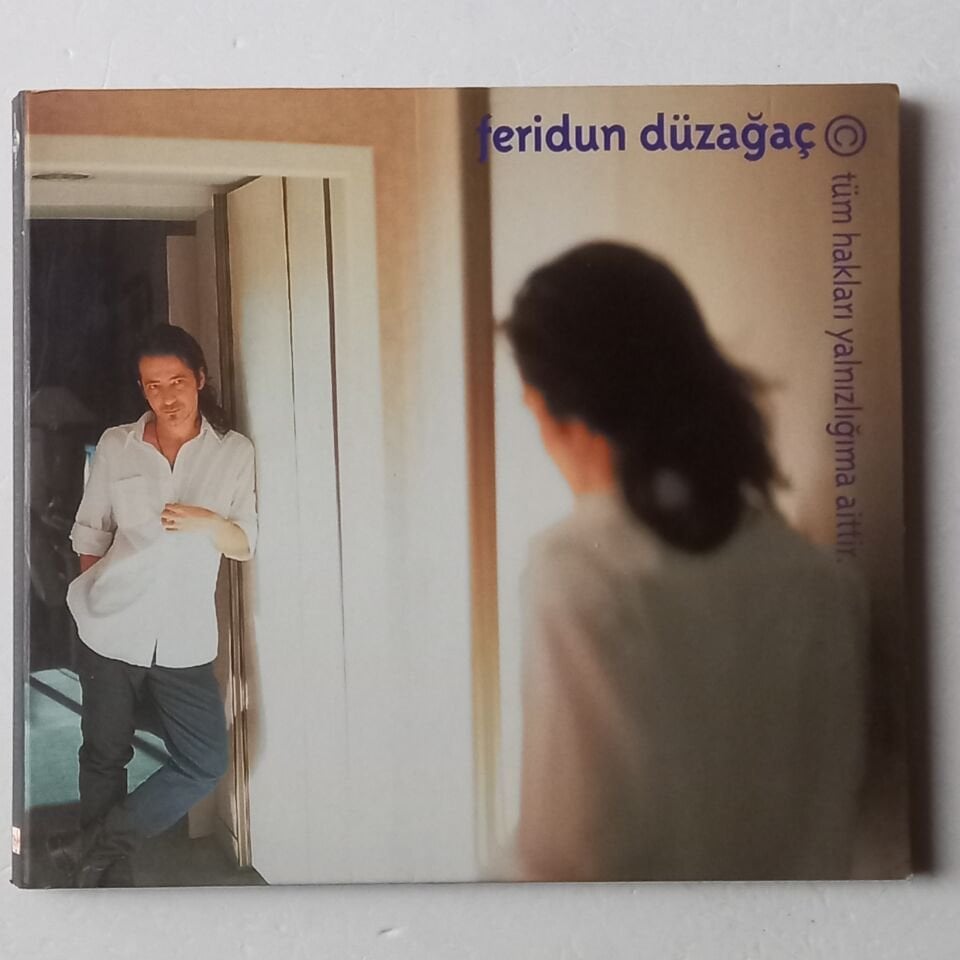 feridun düzağaç ©
tüm hakları yalnızlığıma aittir.